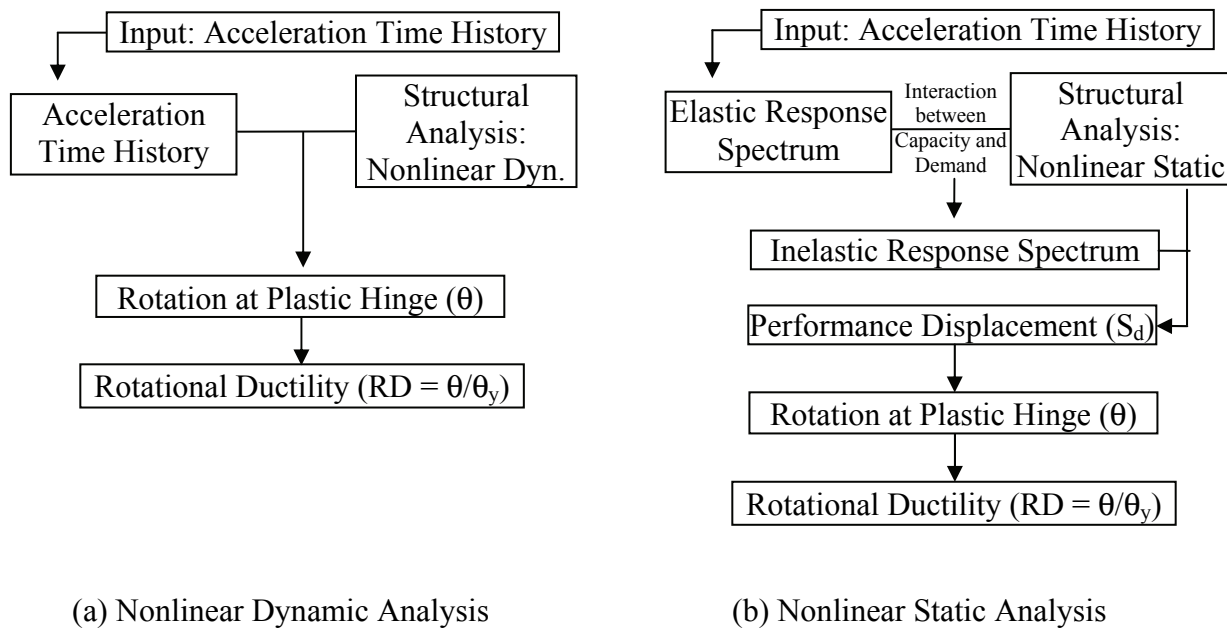 Input: Acceleration Time History
Acceleration
Time History
Structural
Analysis:
Nonlinear Dyn.
Rotation at Plastic Hinge (θ)
Rotational Ductility (RD = θ/θy)
(a) Nonlinear Dynamic Analysis
Input: Acceleration Time History
Elastic Response
Spectrum
Interaction
between
Capacity and
Demand
Structural
Analysis:
Nonlinear Static
Inelastic Response Spectrum
Performance Displacement (Sd)
Rotation at Plastic Hinge (θ)
Rotational Ductility (RD = θ/θy)
(b) Nonlinear Static Analysis